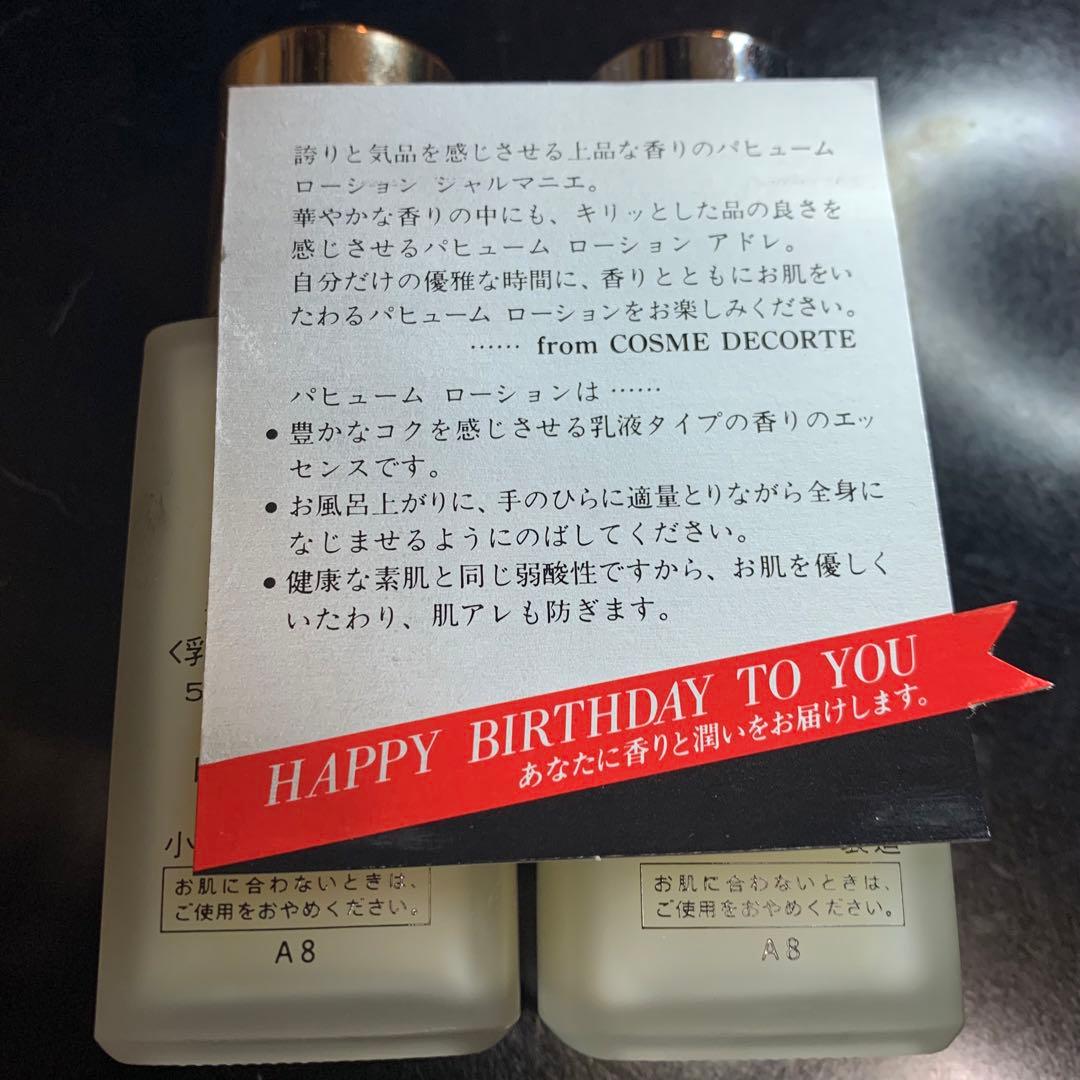 誇りと気品を感じさせる上品な香りのパヒューム
ローション シャルマニエ。
華やかな香りの中にも、キリッとした品の良さを
感じさせるパヒューム ローション アドレ。
自分だけの優雅な時間に、香りとともにお肌をい
たわるパヒューム ローションをお楽しみください。
…… from COSME DECORTE
パヒューム ローションは ……
● 豊かなコクを感じさせる乳液タイプの香りのエッ
センスです。
● お風呂上がりに、手のひらに適量とりながら全身に
なじませるようにのばしてください。
● 健康な素肌と同じ弱酸性ですから、お肌を優しく
いたわり、肌アレも防ぎます。
HAPPY BIRTHDAY TO YOU
あなたに香りと潤いをお届けします。
〈乳
5
小
お肌に合わないときは、
ご使用をおやめください。
A8
製造
お肌に合わないときは、
ご使用をおやめください。
A8